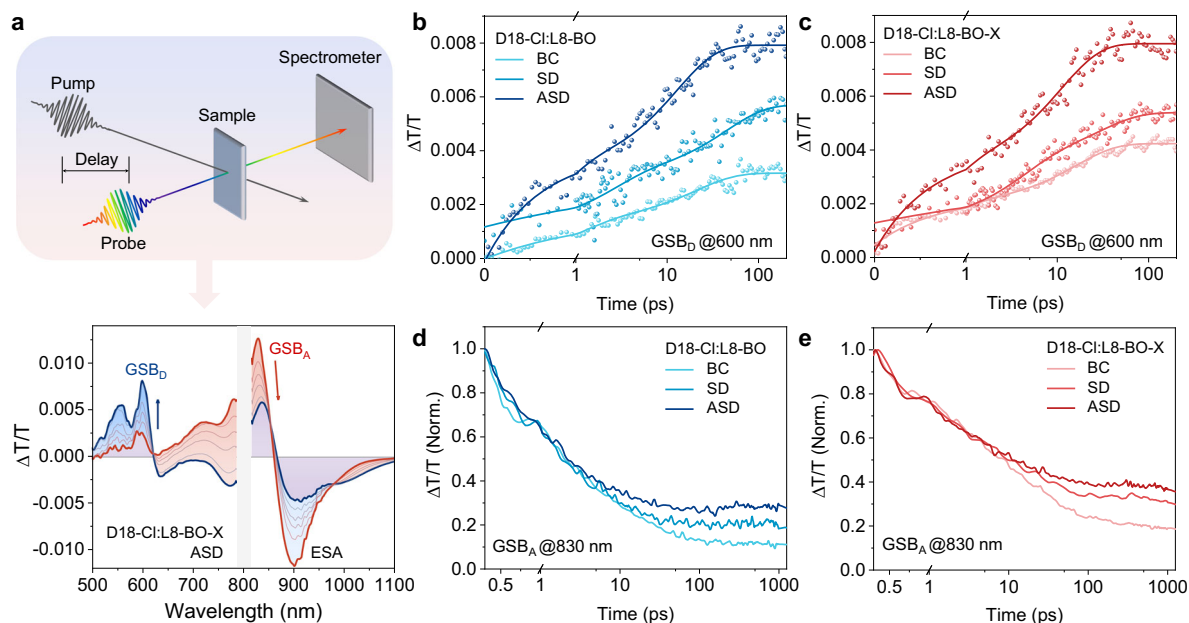 a
Pump
Spectrometer
Sample
Delay
Probe
GSB_D
GSB_A
0.010
0.005
0.000
-0.005
-0.010
ΔT/T
D18-Cl:L8-BO-X
ASD
ESA
500 600 700 800 900 1000 1100
Wavelength (nm)
b
D18-Cl:L8-BO
BC
SD
ASD
0.008
0.006
0.004
0.002
0.000
ΔT/T
GSB_D @600 nm
0 1 10 100
Time (ps)
c
D18-Cl:L8-BO-X
BC
SD
ASD
0.008
0.006
0.004
0.002
0.000
ΔT/T
GSB_D @600 nm
0 1 10 100
Time (ps)
d
D18-Cl:L8-BO
BC
SD
ASD
1.0
0.8
0.6
0.4
0.2
0.0
ΔT/T (Norm.)
GSB_A @830 nm
0.5 1 10 100 1000
Time (ps)
e
D18-Cl:L8-BO-X
BC
SD
ASD
1.0
0.8
0.6
0.4
0.2
0.0
ΔT/T (Norm.)
GSB_A @830 nm
0.5 1 10 100 1000
Time (ps)